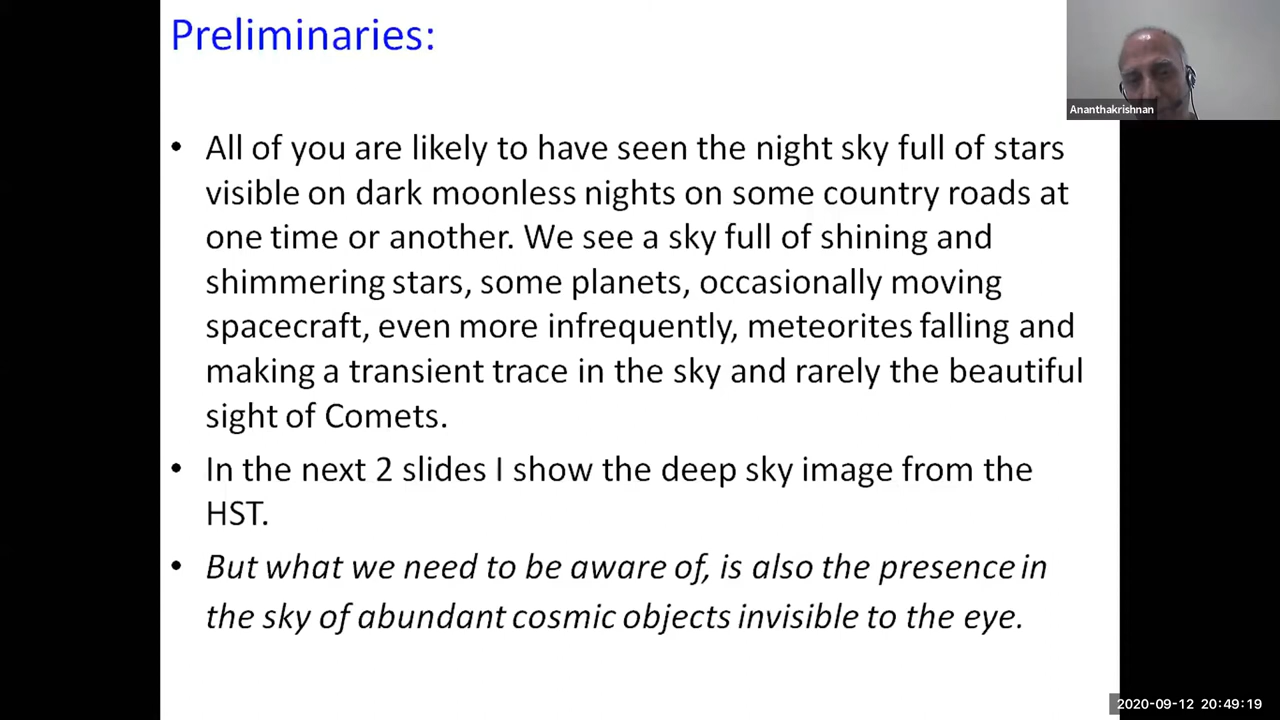 Preliminaries:
Ananthakrishnan
• All of you are likely to have seen the night sky full of stars
visible on dark moonless nights on some country roads at
one time or another. We see a sky full of shining and
shimmering stars, some planets, occasionally moving
spacecraft, even more infrequently, meteorites falling and
making a transient trace in the sky and rarely the beautiful
sight of Comets.
• In the next 2 slides I show the deep sky image from the
HST.
• But what we need to be aware of, is also the presence in
the sky of abundant cosmic objects invisible to the eye.
2020-09-12 20:49:19